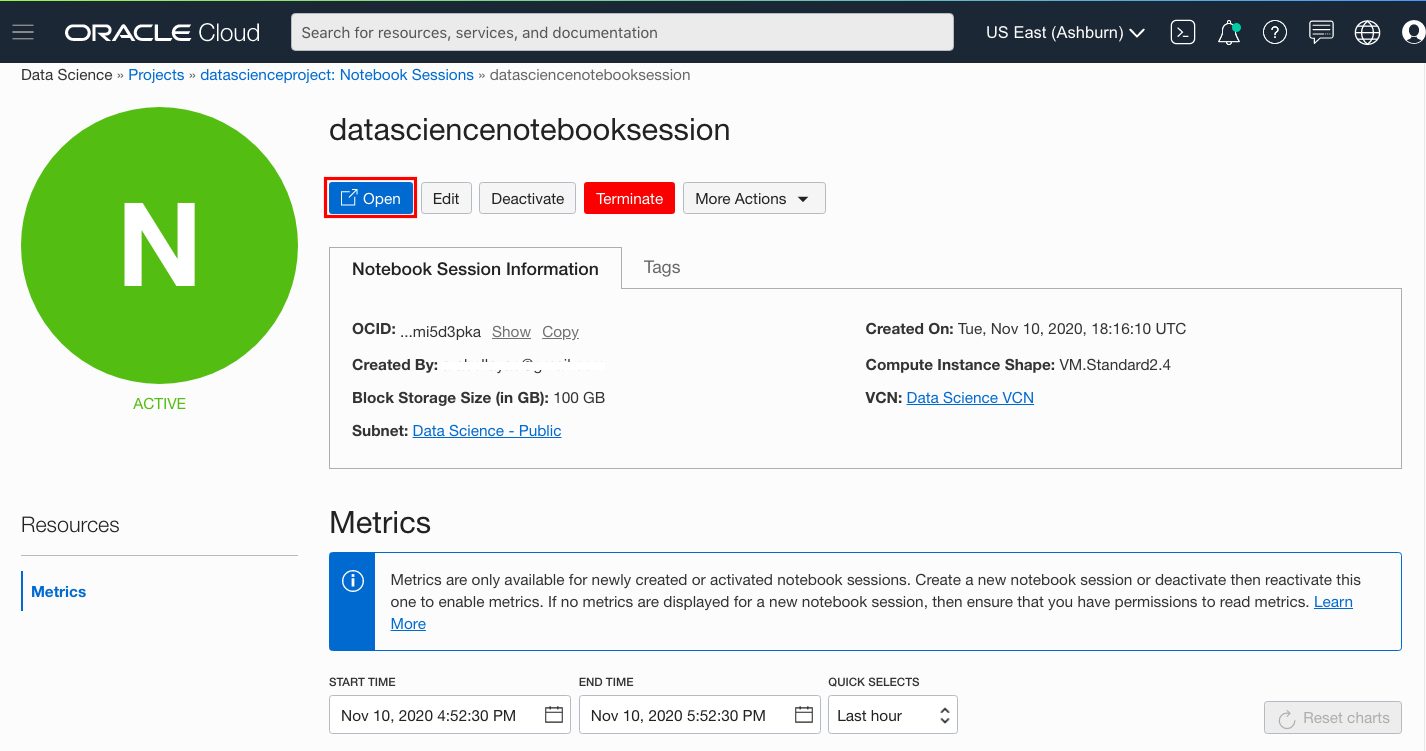 ORACLE Cloud
Search for resources, services, and documentation
US East (Ashburn)
Data Science » Projects » datascienceproject: Notebook Sessions » datasciencenotebooksession
N
ACTIVE
datasciencenotebooksession
Open Edit Deactivate Terminate More Actions
Notebook Session Information Tags
OCID: ...mi5d3pka Show Copy
Created By:
Block Storage Size (in GB): 100 GB
Subnet: Data Science - Public
Created On: Tue, Nov 10, 2020, 18:16:10 UTC
Compute Instance Shape: VM.Standard2.4
VCN: Data Science VCN
Resources
Metrics
Metrics
Metrics are only available for newly created or activated notebook sessions. Create a new notebook session or deactivate then reactivate this
one to enable metrics. If no metrics are displayed for a new notebook session, then ensure that you have permissions to read metrics. Learn
More
START TIME END TIME QUICK SELECTS
Nov 10, 2020 4:52:30 PM Nov 10, 2020 5:52:30 PM Last hour Reset charts